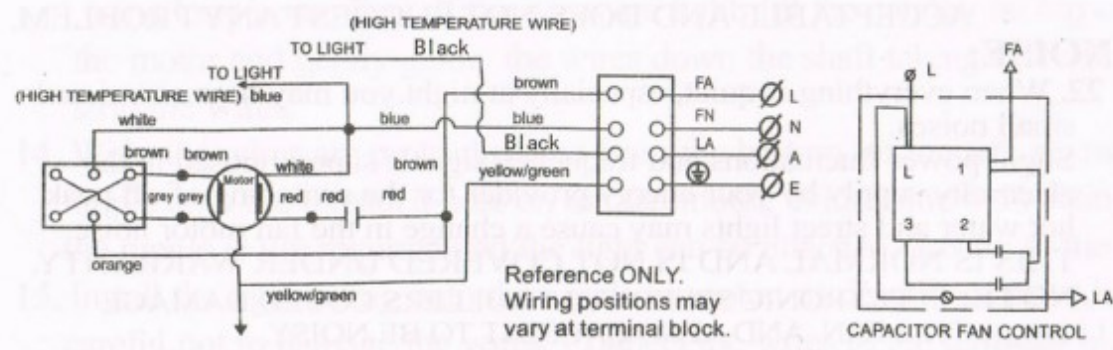 (HIGH TEMPERATURE WIRE)
TO LIGHT
Black
TO LIGHT
(HIGH TEMPERATURE WIRE) blue
brown
FA
L
white
blue
blue
FN
N
Black
LA
A
brown
brown
white
brown
yellow/green
E
Motor
grey
grey
red
red
red
orange
yellow/green
Reference ONLY.
Wiring positions may
vary at terminal block.
FA
L
L
1
3
2
LA
CAPACITOR FAN CONTROL